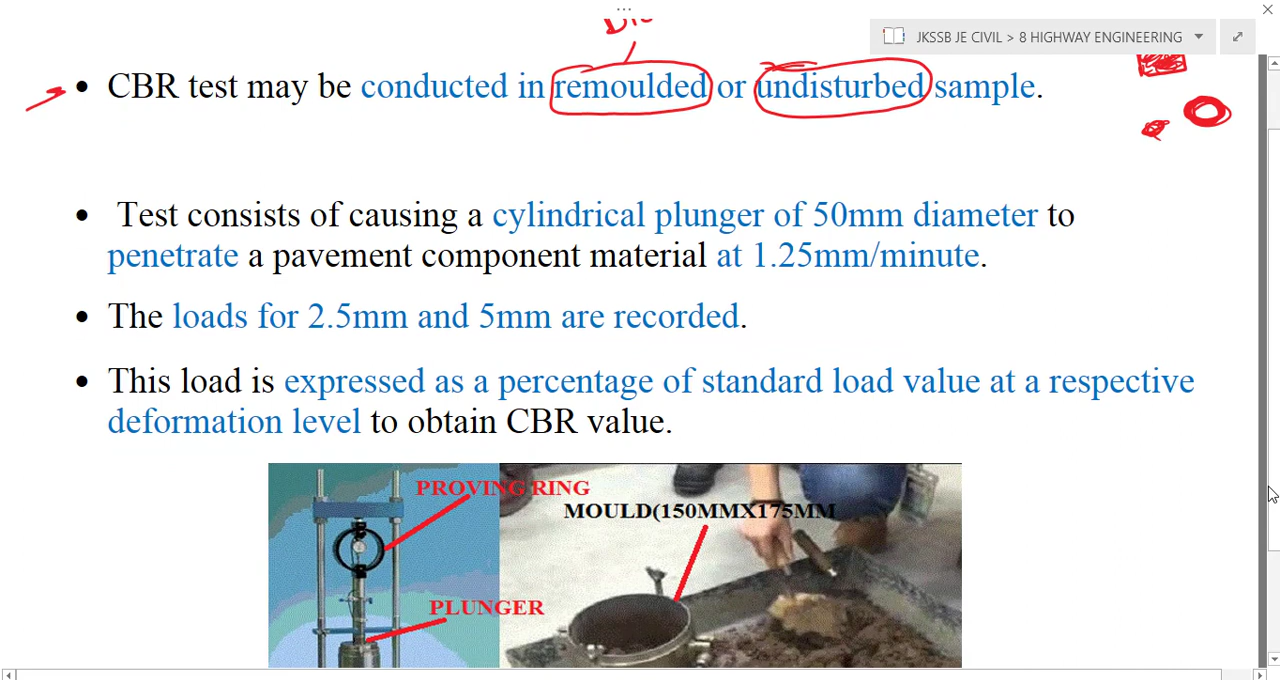 ...
JKSSB JE CIVIL > 8 HIGHWAY ENGINEERING
• CBR test may be conducted in remoulded or undisturbed sample.
• Test consists of causing a cylindrical plunger of 50mm diameter to
penetrate a pavement component material at 1.25mm/minute.
• The loads for 2.5mm and 5mm are recorded.
• This load is expressed as a percentage of standard load value at a respective
deformation level to obtain CBR value.
PROVING RING
MOULD(150MMX175MM
PLUNGER